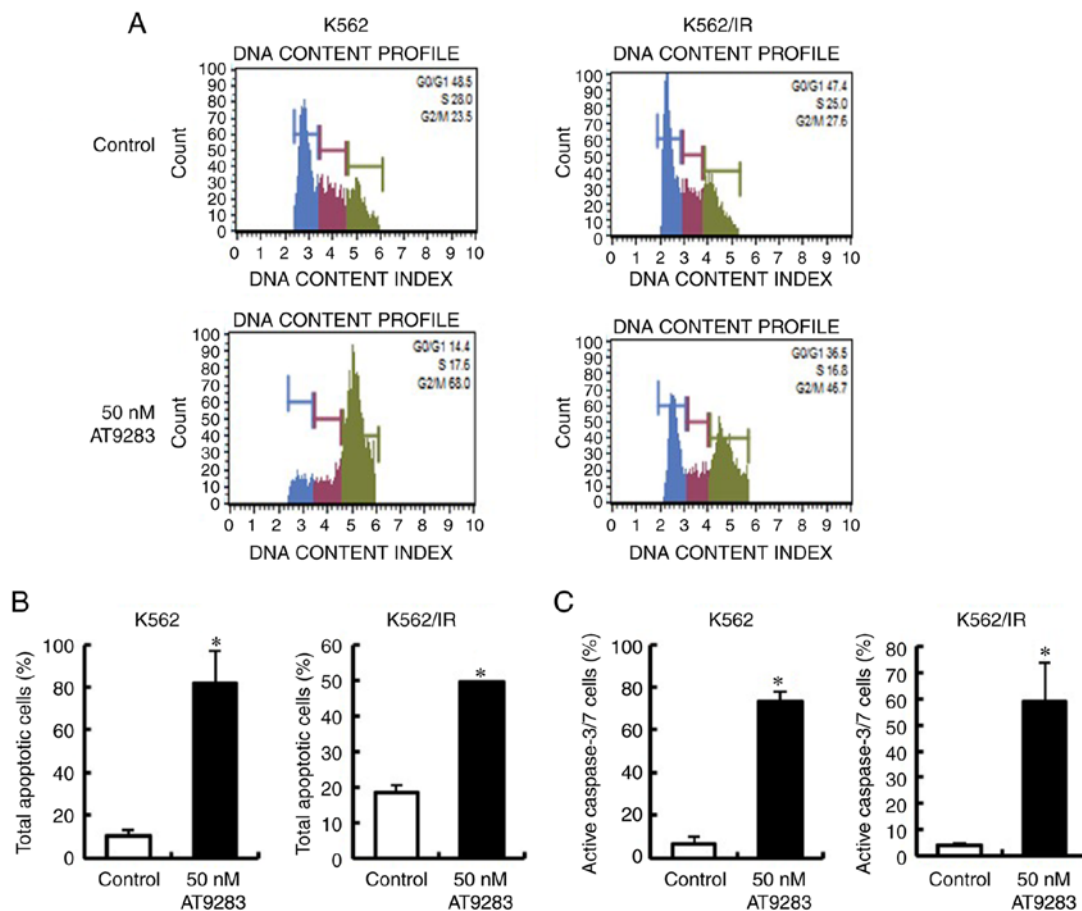 A
K562
K562/IR
DNA CONTENT PROFILE
DNA CONTENT PROFILE
Control
Count
100
90
80
70
60
50
40
30
20
10
0
G0/G1 48.5
S 28.0
G2/M 23.5
0 1 2 3 4 5 6 7 8 9 10
DNA CONTENT INDEX
Count
100
90
80
70
60
50
40
30
20
10
0
G0/G1 47.4
S 25.0
G2/M 27.6
0 1 2 3 4 5 6 7 8 9 10
DNA CONTENT INDEX
50 nM
AT9283
DNA CONTENT PROFILE
Count
100
90
80
70
60
50
40
30
20
10
0
G0/G1 14.4
S 17.6
G2/M 68.0
0 1 2 3 4 5 6 7 8 9 10
DNA CONTENT INDEX
DNA CONTENT PROFILE
Count
100
90
80
70
60
50
40
30
20
10
0
G0/G1 36.5
S 16.8
G2/M 46.7
0 1 2 3 4 5 6 7 8 9 10
DNA CONTENT INDEX
B
K562
Total apoptotic cells (%)
100
80
60
40
20
0
*
Control 50 nM
AT9283
K562/IR
Total apoptotic cells (%)
60
50
40
30
20
10
0
*
Control 50 nM
AT9283
C
K562
Active caspase-3/7 cells (%)
100
80
60
40
20
0
*
Control 50 nM
AT9283
K562/IR
Active caspase-3/7 cells (%)
80
70
60
50
40
30
20
10
0
*
Control 50 nM
AT9283